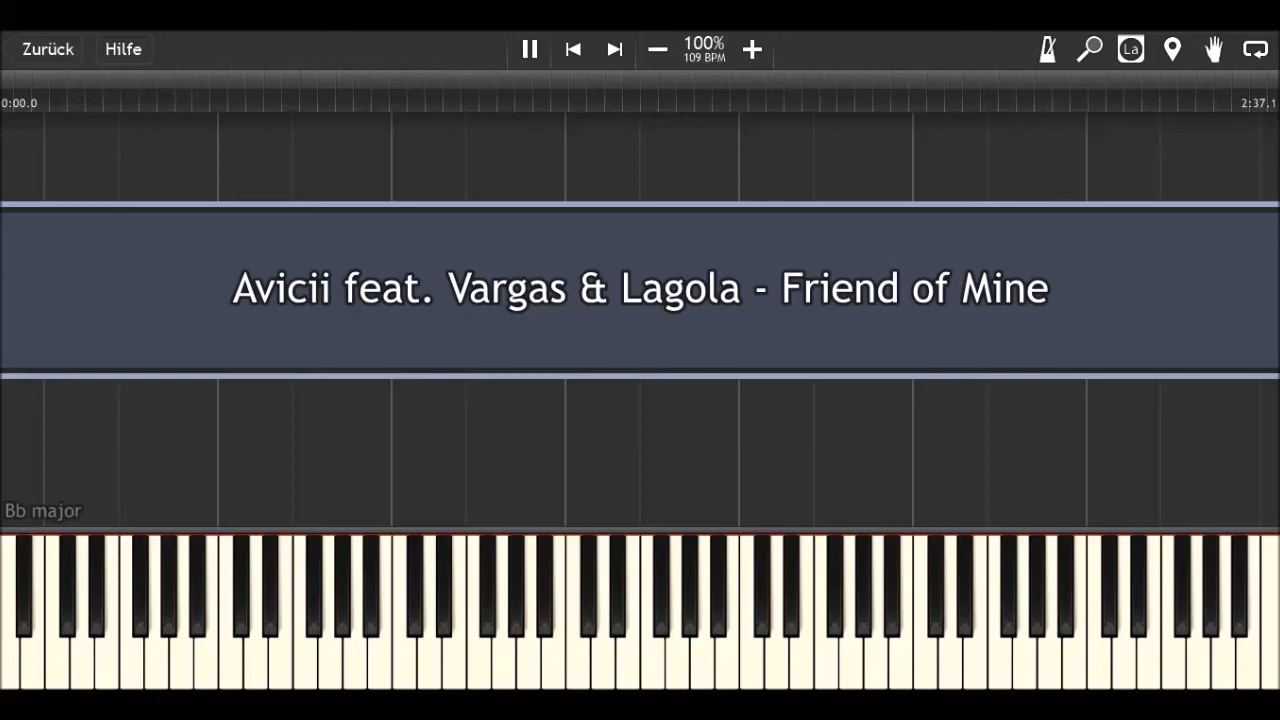 Zurück Hilfe 100% La
109 BPM
0:00.0 2:37.1
Avicii feat. Vargas & Lagola - Friend of Mine
Bb major